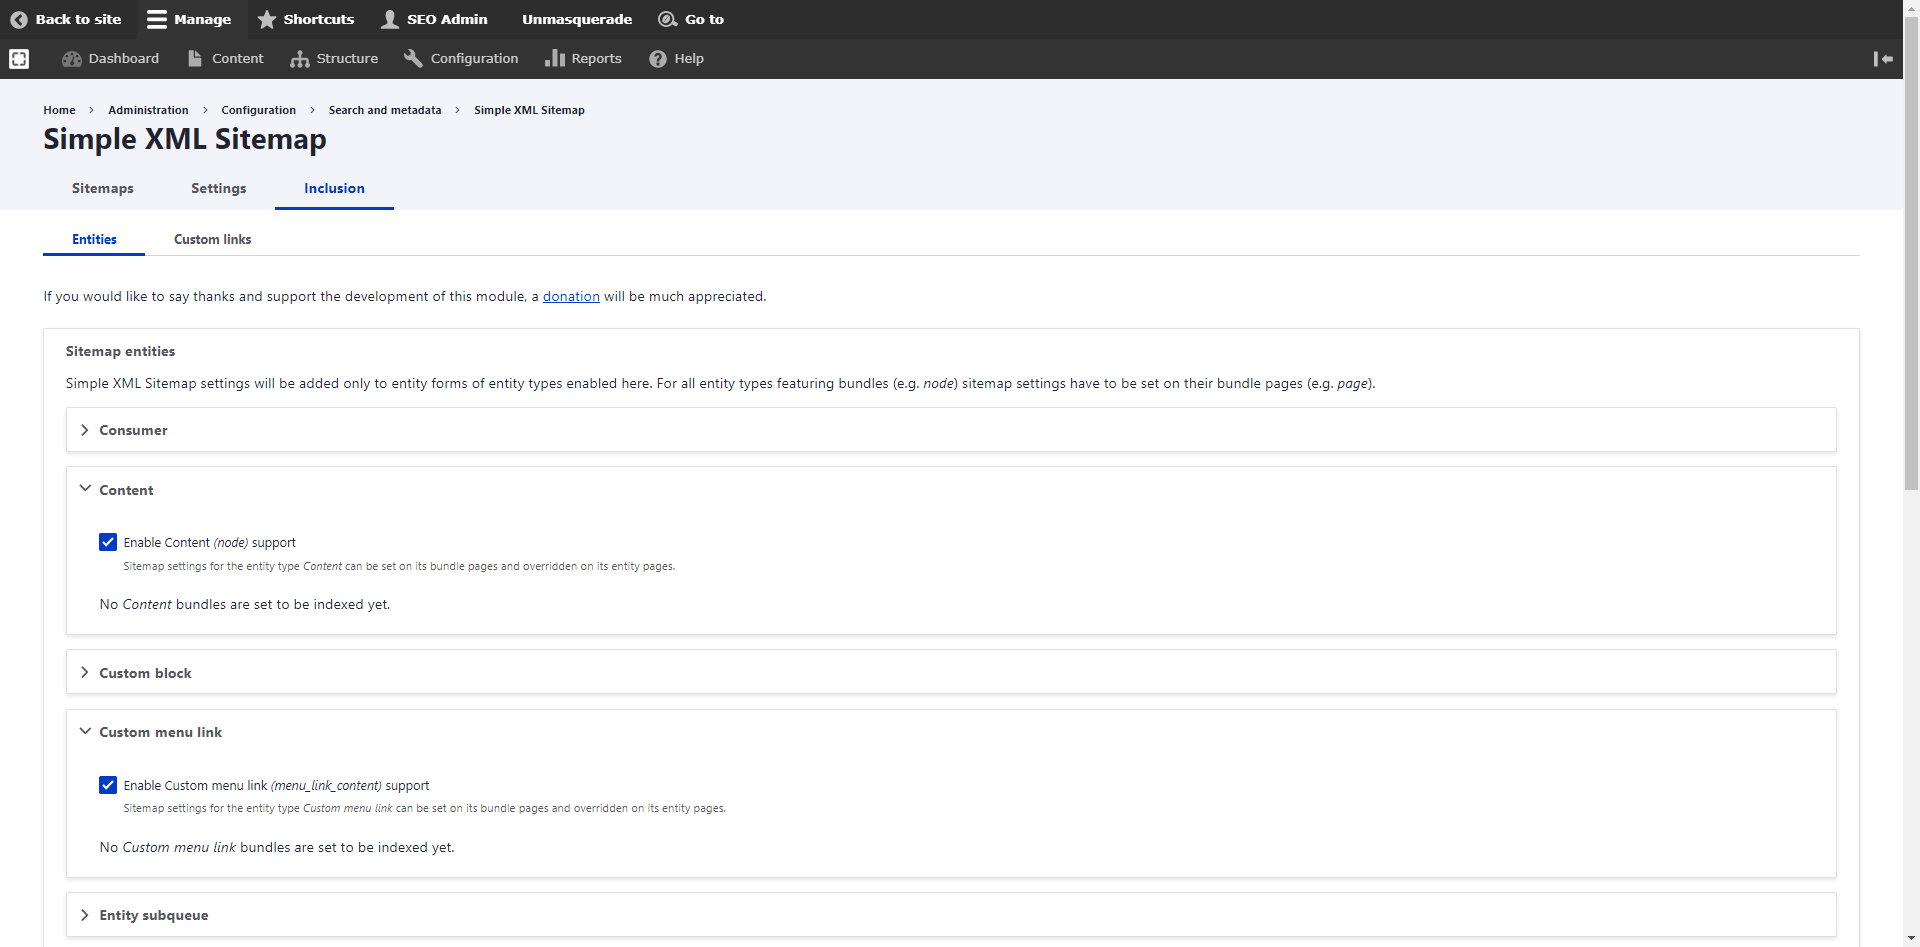 Back to site Manage Shortcuts SEO Admin Unmasquerade Go to
Dashboard Content Structure Configuration Reports Help
Home > Administration > Configuration > Search and metadata > Simple XML Sitemap
Simple XML Sitemap
Sitemaps Settings Inclusion
Entities Custom links
If you would like to say thanks and support the development of this module, a donation will be much appreciated.
Sitemap entities
Simple XML Sitemap settings will be added only to entity forms of entity types enabled here. For all entity types featuring bundles (e.g. node) sitemap settings have to be set on their bundle pages (e.g. page).
Consumer
Content
Enable Content (node) support
Sitemap settings for the entity type Content can be set on its bundle pages and overridden on its entity pages.
No Content bundles are set to be indexed yet.
Custom block
Custom menu link
Enable Custom menu link (menu_link_content) support
Sitemap settings for the entity type Custom menu link can be set on its bundle pages and overridden on its entity pages.
No Custom menu link bundles are set to be indexed yet.
Entity subqueue